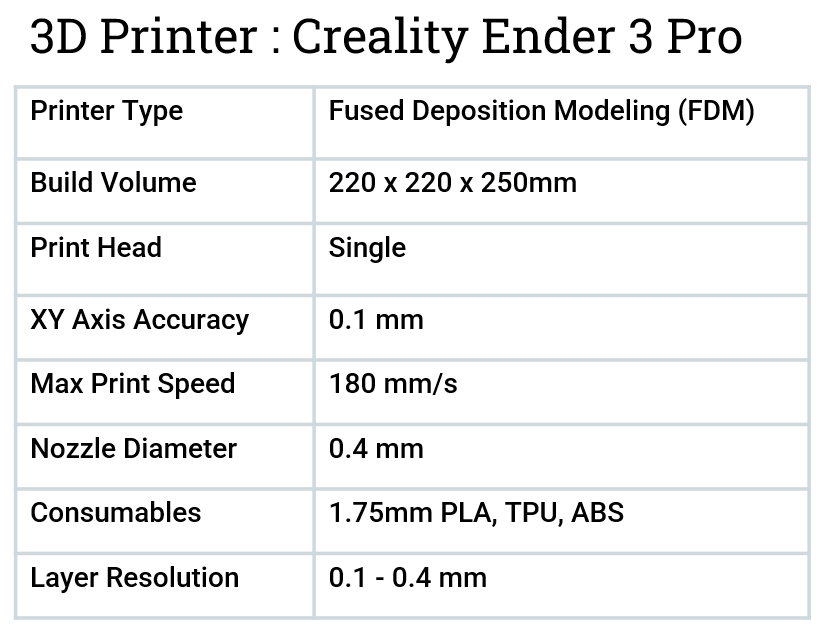 3D Printer : Creality Ender 3 Pro
Printer Type Fused Deposition Modeling (FDM)
Build Volume 220 x 220 x 250mm
Print Head Single
XY Axis Accuracy 0.1 mm
Max Print Speed 180 mm/s
Nozzle Diameter 0.4 mm
Consumables 1.75mm PLA, TPU, ABS
Layer Resolution 0.1 - 0.4 mm